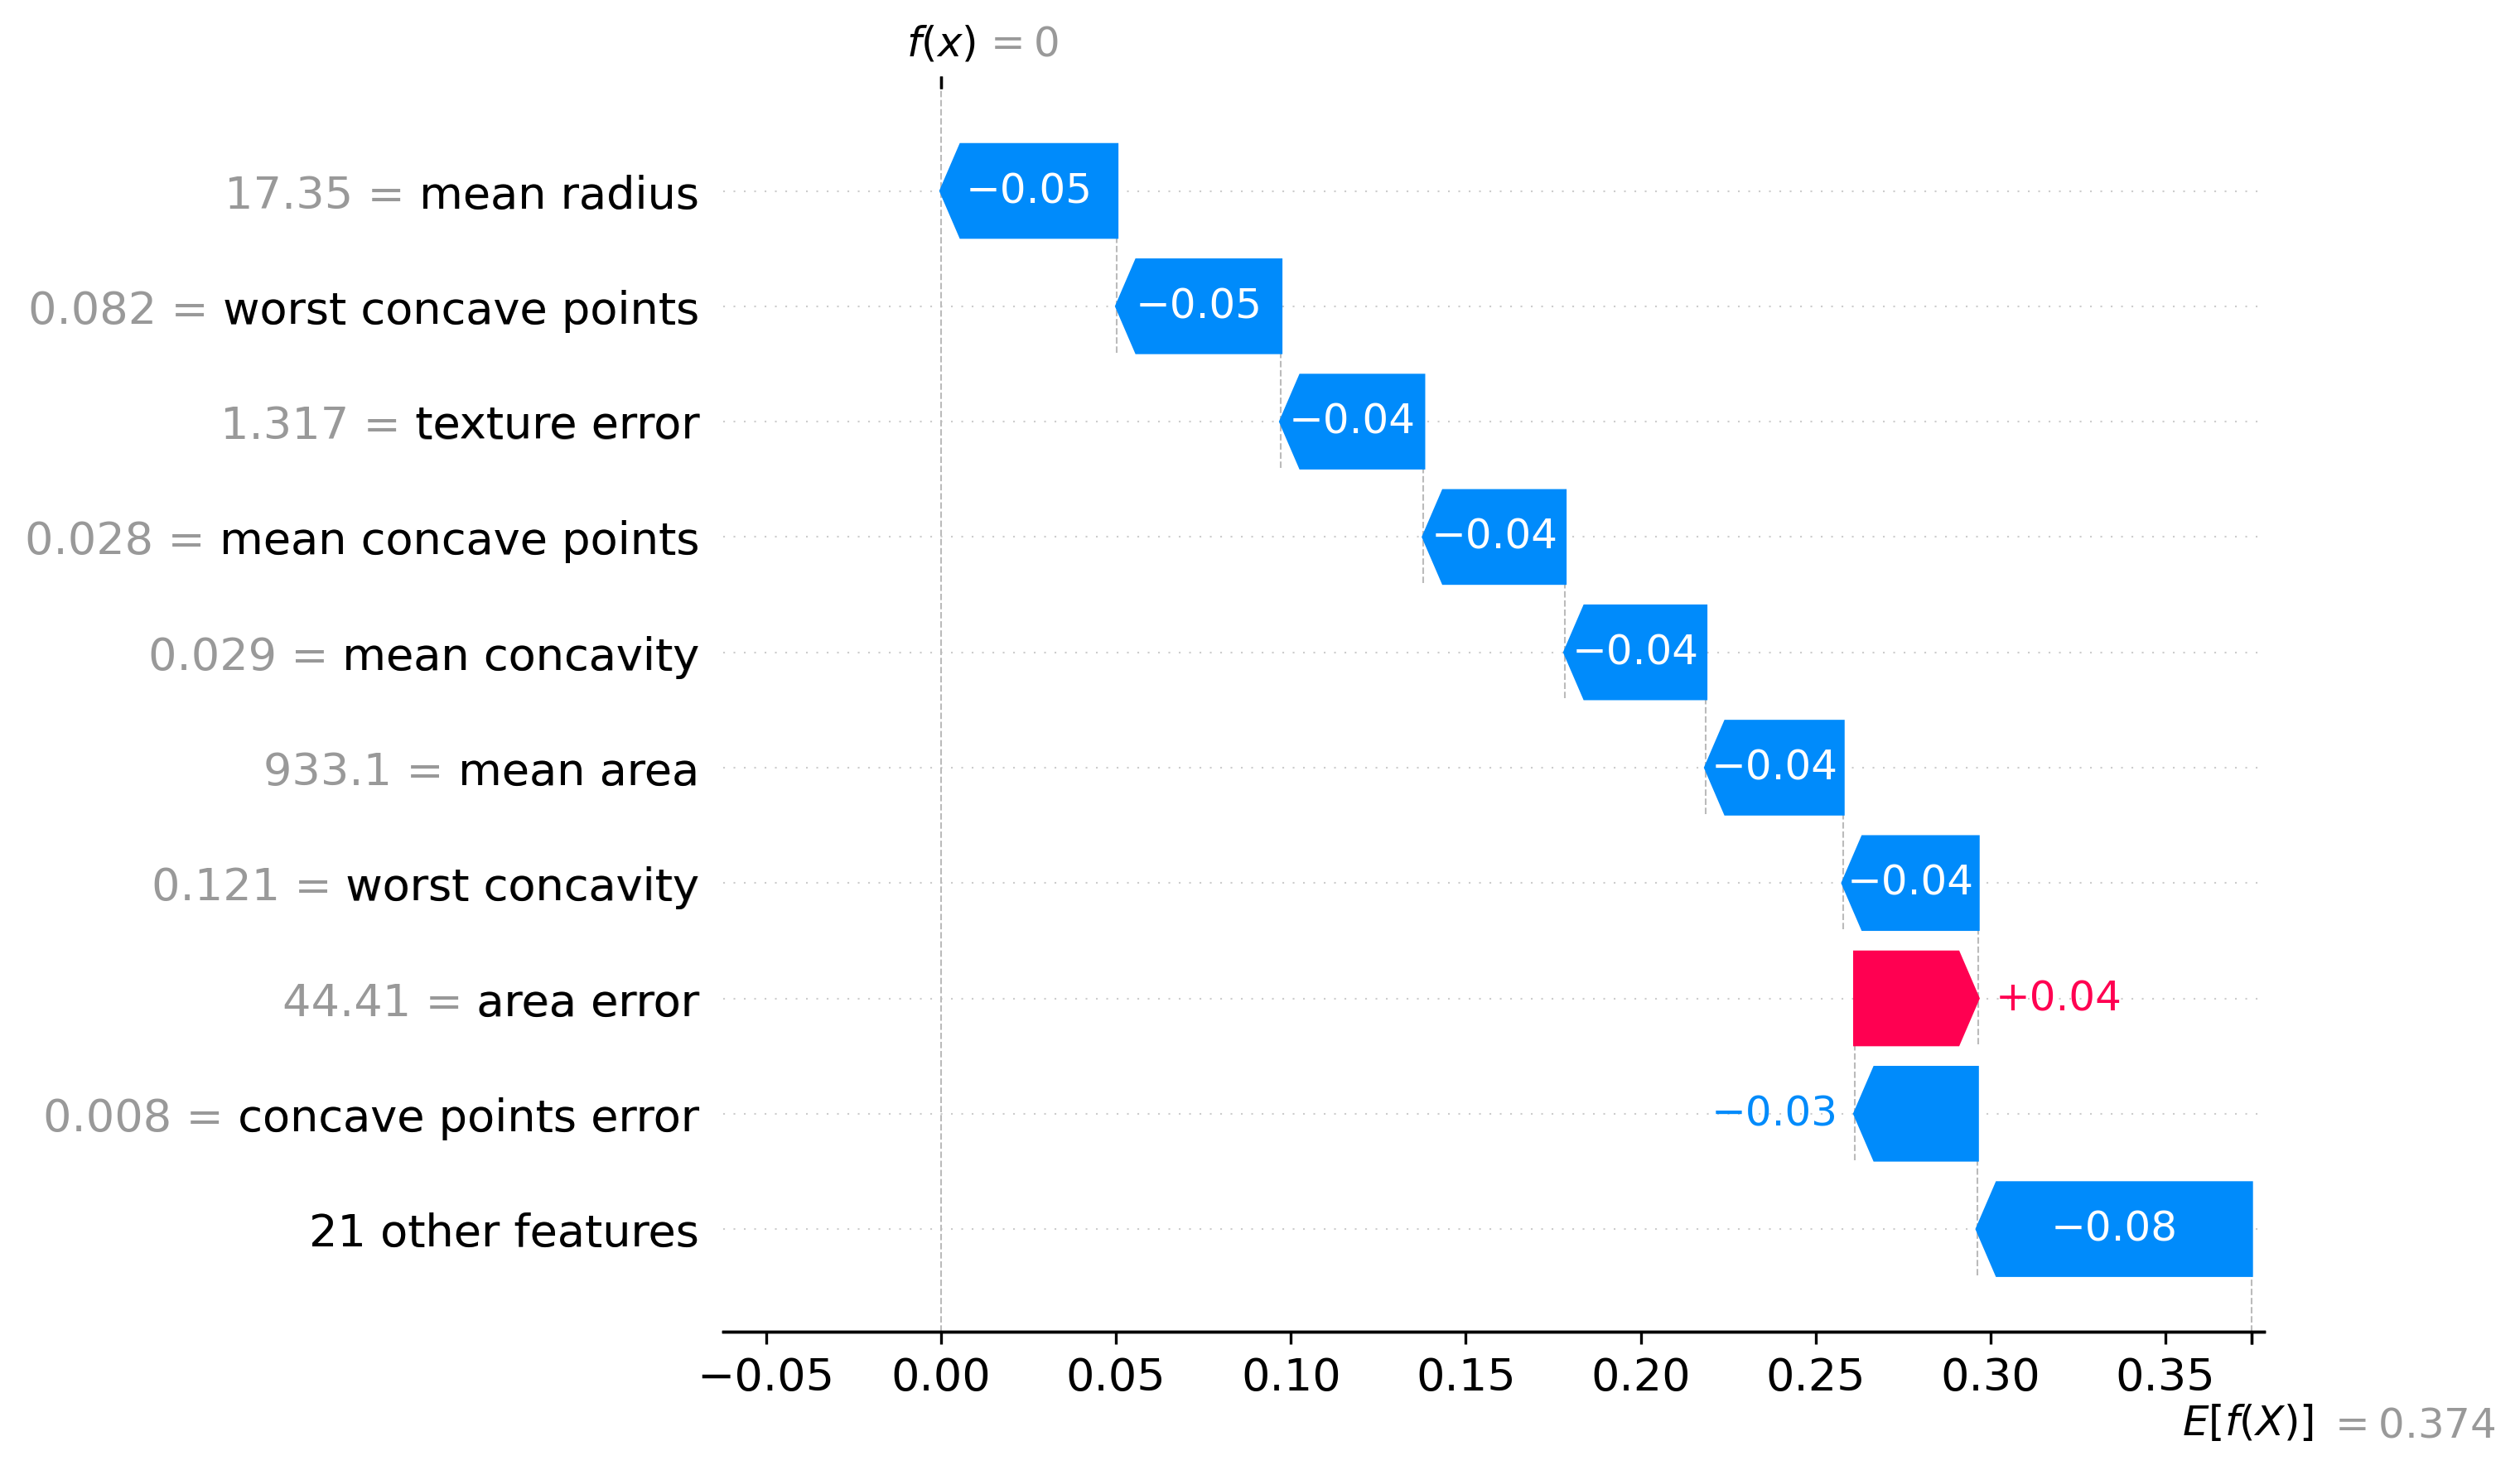 f(x) = 0
17.35 = mean radius −0.05
0.082 = worst concave points −0.05
1.317 = texture error −0.04
0.028 = mean concave points −0.04
0.029 = mean concavity −0.04
933.1 = mean area −0.04
0.121 = worst concavity −0.04
44.41 = area error +0.04
0.008 = concave points error −0.03
21 other features −0.08
−0.05 0.00 0.05 0.10 0.15 0.20 0.25 0.30 0.35
E[f(X)] = 0.374